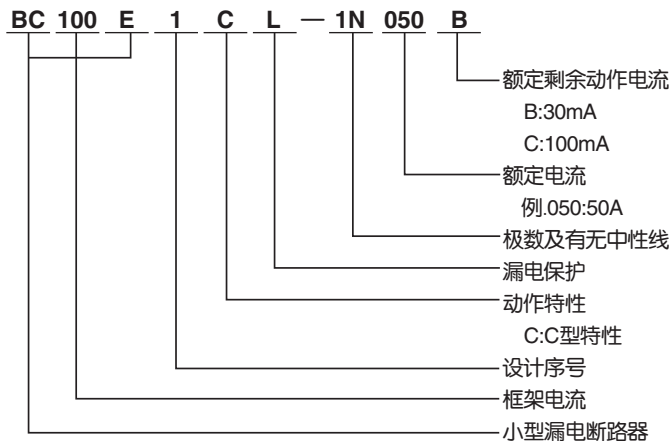 BC 100 E 1 C L — 1N 050 B
额定剩余动作电流
B:30mA
C:100mA
额定电流
例.050:50A
极数及有无中性线
漏电保护
动作特性
C:C型特性
设计序号
框架电流
小型漏电断路器